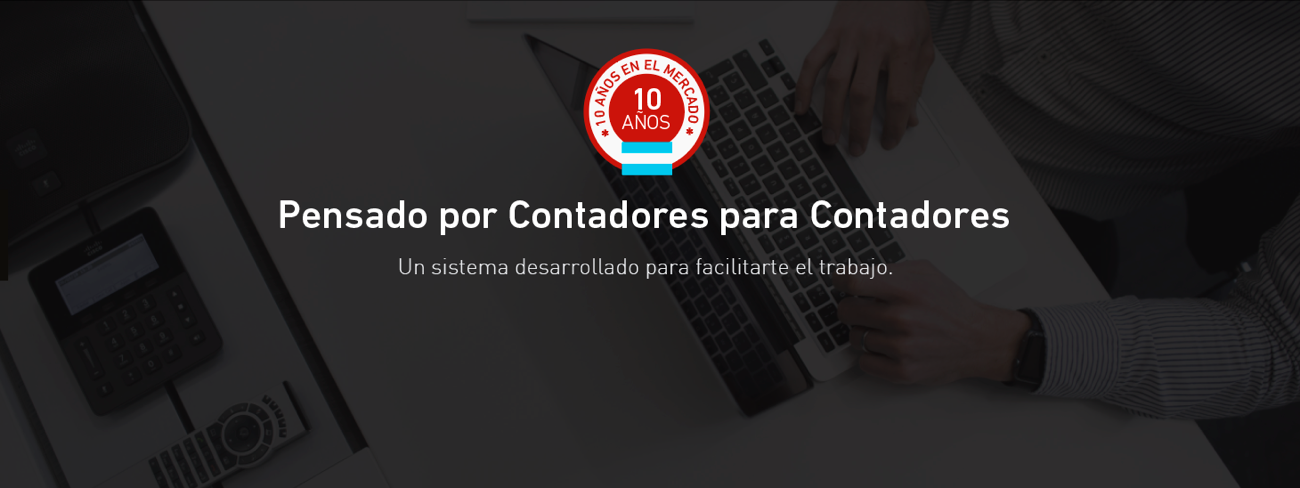 * 10 AÑOS EN EL MERCADO *
10
AÑOS
Pensado por Contadores para Contadores
Un sistema desarrollado para facilitarte el trabajo.